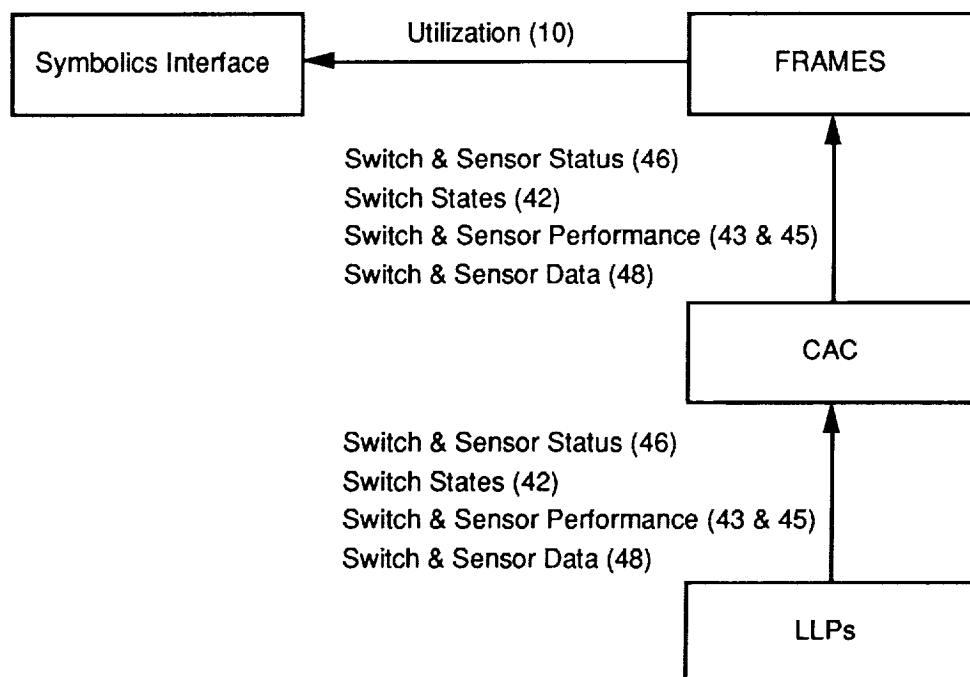 Utilization (10)
Symbolics Interface
FRAMES
Switch & Sensor Status (46)
Switch States (42)
Switch & Sensor Performance (43 & 45)
Switch & Sensor Data (48)
CAC
Switch & Sensor Status (46)
Switch States (42)
Switch & Sensor Performance (43 & 45)
Switch & Sensor Data (48)
LLPs